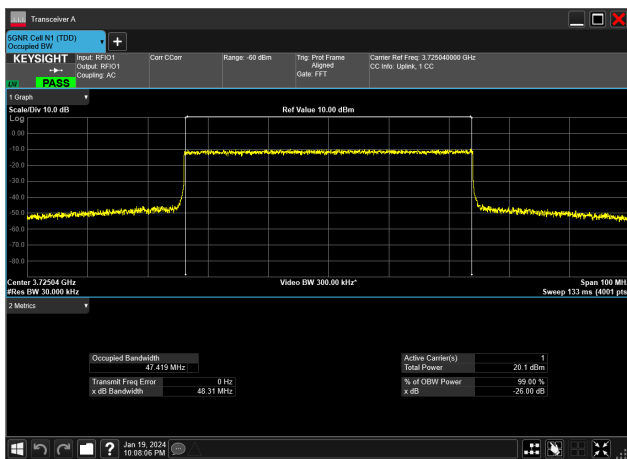 Transceiver A
5GNR Cell N1 (TDD)
Occupied BW
KEYSIGHT
LXI
PASS
Input: RFIO1
Output: RFIO1
Coupling: AC
Corr CCorr
Range: -60 dBm
Trig: Prot Frame
Aligned
Gate: FFT
Carrier Ref Freq: 3.725040000 GHz
CC Info: Uplink, 1 CC
1 Graph
Scale/Div 10.0 dB
Ref Value 10.00 dBm
Log
0.00
-10.0
-20.0
-30.0
-40.0
-50.0
-60.0
-70.0
-80.0
Center 3.72504 GHz
Video BW 300.00 kHz*
Span 100 MHz
#Res BW 30.000 kHz
Sweep 133 ms (4001 pts
2 Metrics
Occupied Bandwidth
47.419 MHz
Transmit Freq Error 0 Hz
x dB Bandwidth 48.31 MHz
Active Carrier(s) 1
Total Power 20.1 dBm
% of OBW Power 99.00 %
x dB -26.00 dB
Jan 19, 2024
10:08:06 PM